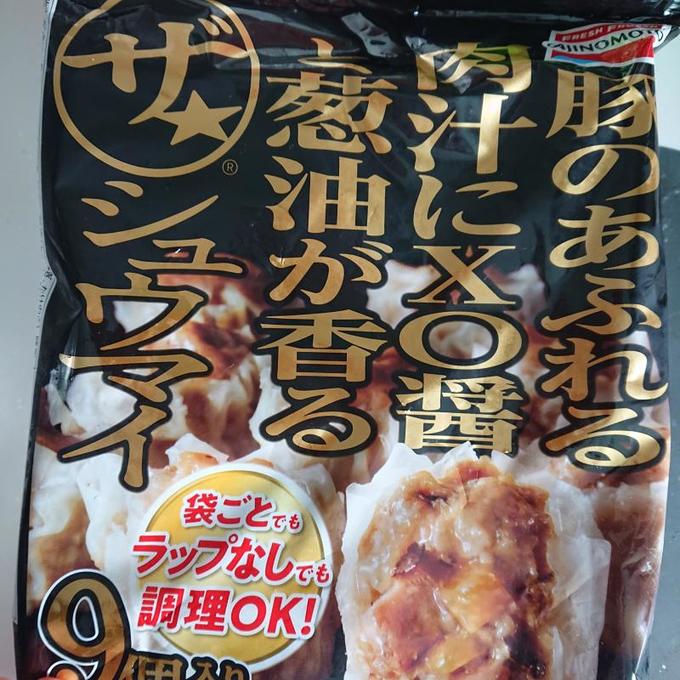 FRESH FROZEN
AJINOMOTO
豚のあふれる
肉汁にXO醤
と葱油が香る
ザ★®
シュウマイ
袋ごとでも
ラップなしでも
調理OK!
9個入り